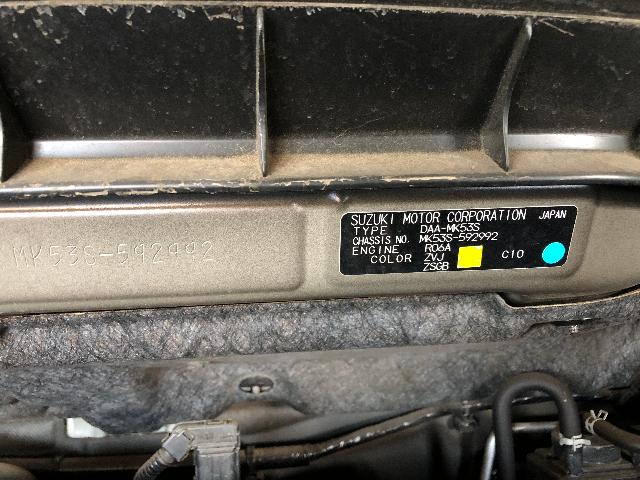 MK53S-592992
SUZUKI MOTOR CORPORATION JAPAN
TYPE DAA-MK53S
CHASSIS NO. MK53S-592992
ENGINE R06A
COLOR ZVJ C10
ZSGB